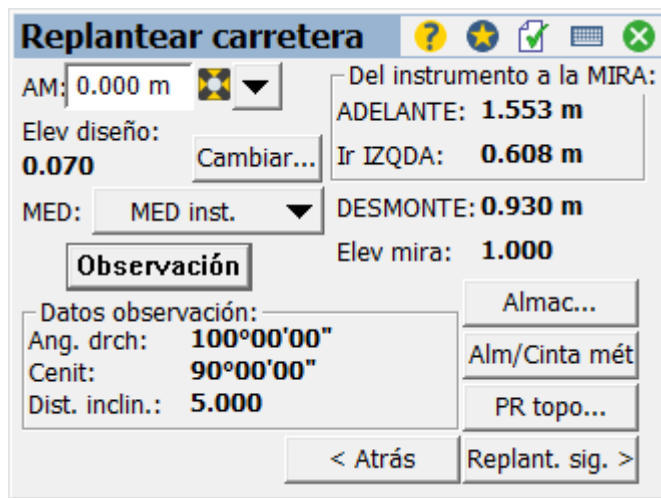 Replantear carretera
AM: 0.000 m
Elev diseño:
0.070
Cambiar...
MED: MED inst.
Observación
Del instrumento a la MIRA:
ADELANTE: 1.553 m
Ir IZQDA: 0.608 m
DESMONTE: 0.930 m
Elev mira: 1.000
Datos observación:
Ang. drch: 100°00'00"
Cenit: 90°00'00"
Dist. inclin.: 5.000
Almac...
Alm/Cinta mét
PR topo...
< Atrás
Replant. sig. >